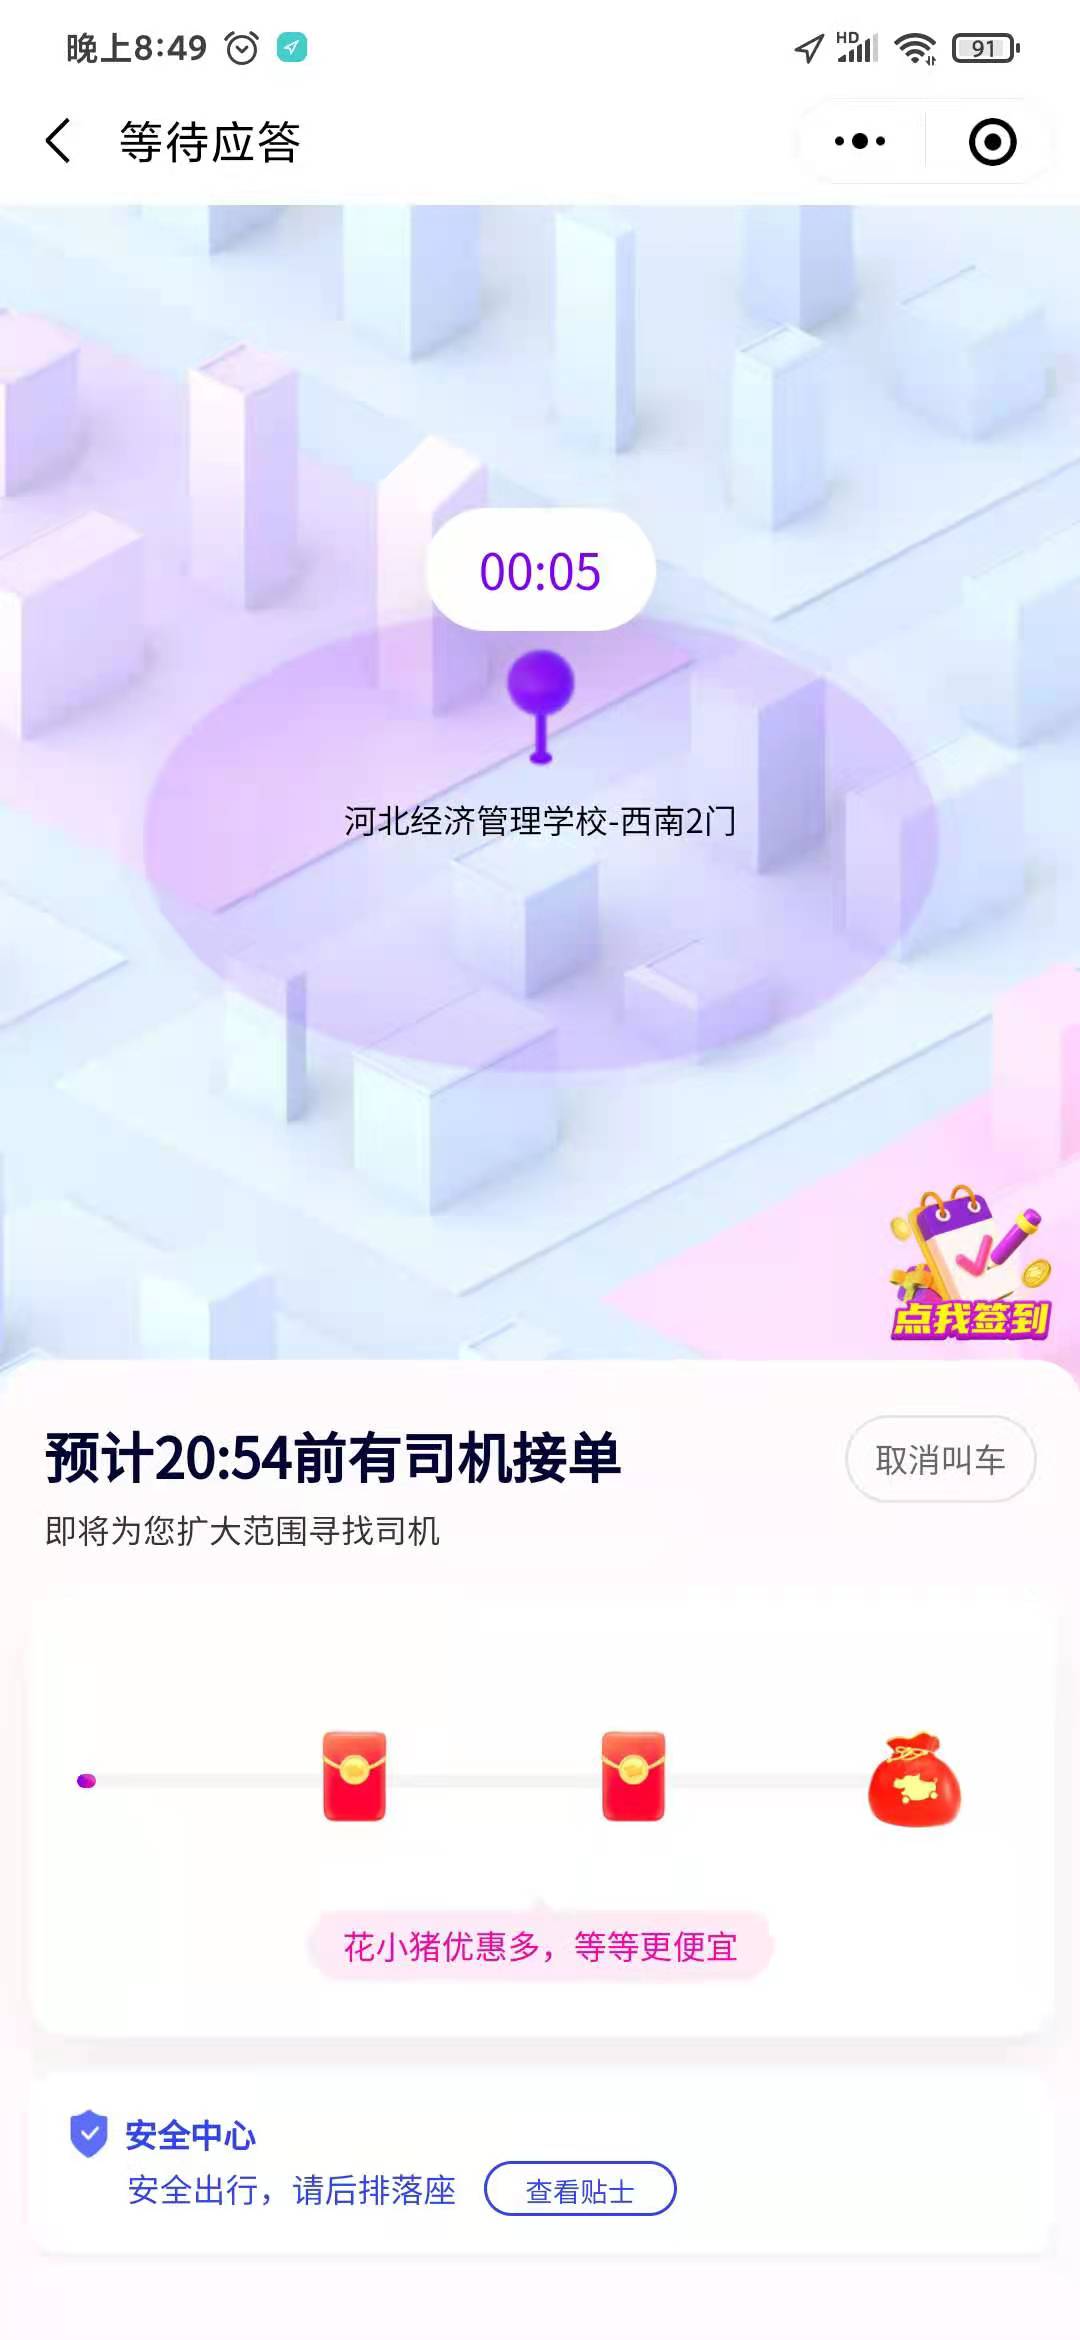 晚上8:49
HD
91
等待应答
00:05
河北经济管理学校-西南2门
点我签到
预计20:54前有司机接单
取消叫车
即将为您扩大范围寻找司机
花小猪优惠多，等等更便宜
安全中心
安全出行，请后排落座
查看贴士